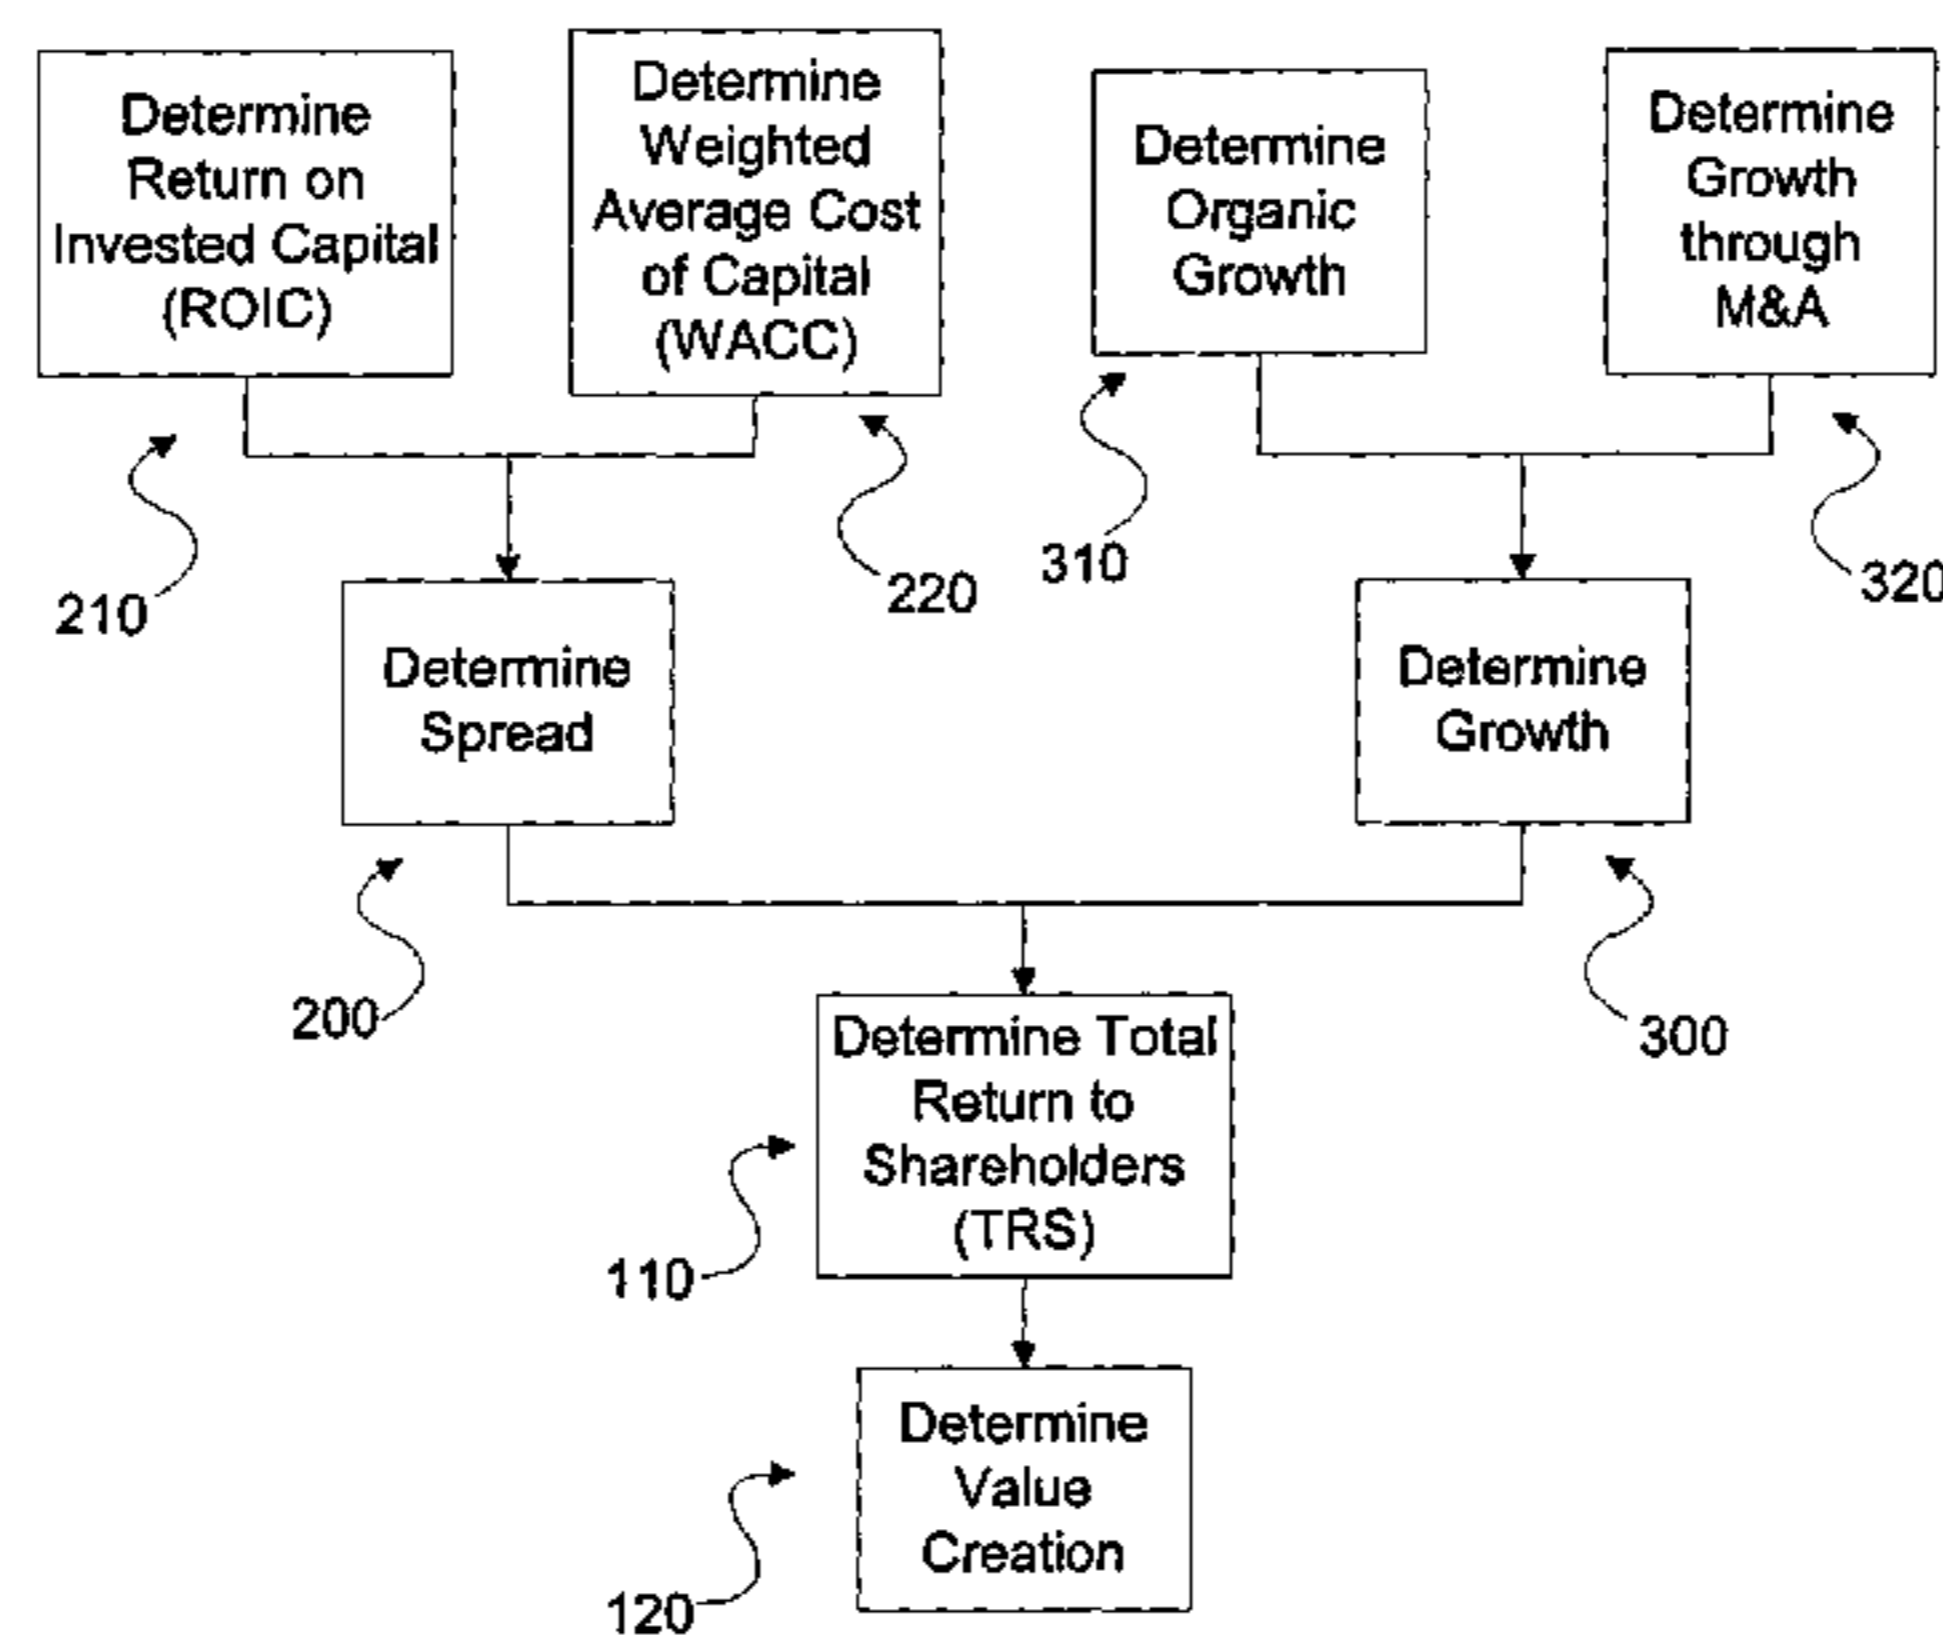 Determine
Return on
Invested Capital
(ROIC)
Determine
Weighted
Average Cost
of Capital
(WACC)
Determine
Organic
Growth
Determine
Growth
through
M&A
210
220
310
320
Determine
Spread
Determine
Growth
200
300
Determine Total
Return to
Shareholders
(TRS)
110
Determine
Value
Creation
120